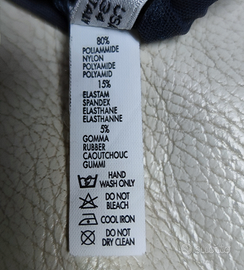 80%
POLIAMMIDE
NYLON
POLYAMIDE
POLYAMID
15%
ELASTAM
SPANDEX
ELASTHANE
ELASTHANNE
5%
GOMMA
RUBBER
CAOUTCHOUC
GUMMI
HAND
WASH ONLY
DO NOT
BLEACH
COOL IRON
DO NOT
DRY CLEAN